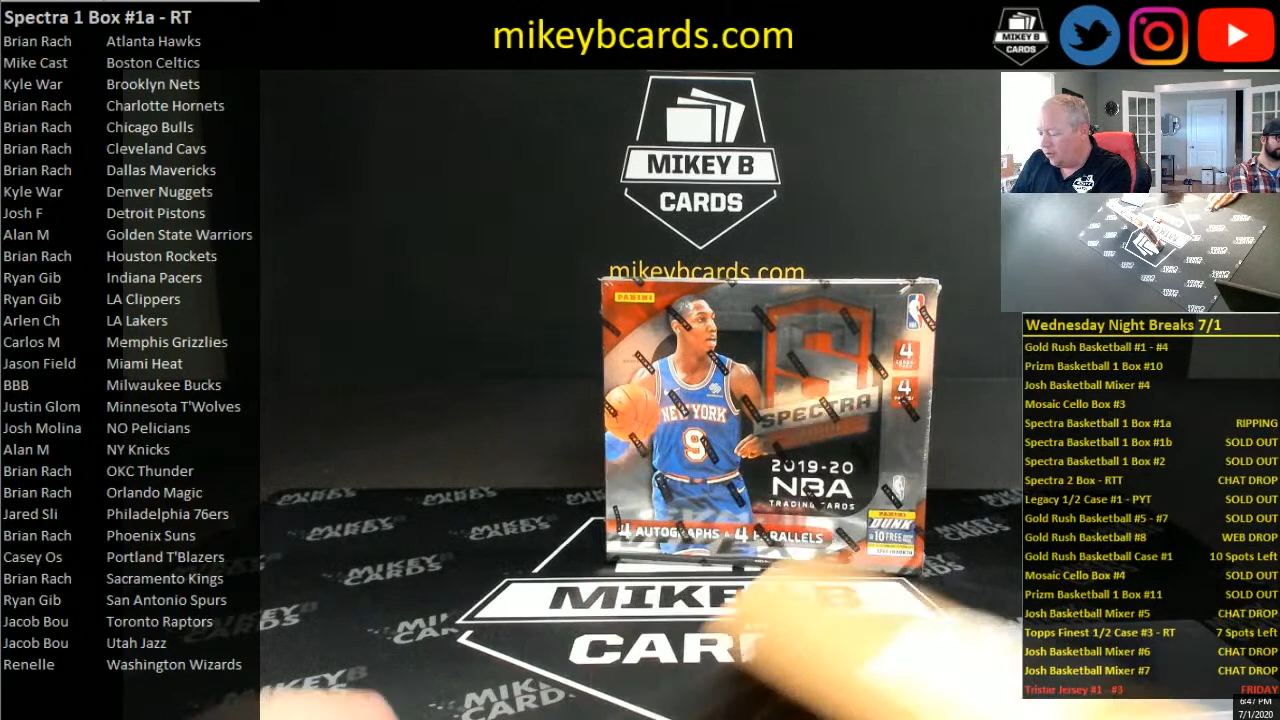 Spectra 1 Box #1a - RT
Brian Rach Atlanta Hawks
Mike Cast Boston Celtics
Kyle War Brooklyn Nets
Brian Rach Charlotte Hornets
Brian Rach Chicago Bulls
Brian Rach Cleveland Cavs
Brian Rach Dallas Mavericks
Kyle War Denver Nuggets
Josh F Detroit Pistons
Alan M Golden State Warriors
Brian Rach Houston Rockets
Ryan Gib Indiana Pacers
Ryan Gib LA Clippers
Arlen Ch LA Lakers
Carlos M Memphis Grizzlies
Jason Field Miami Heat
BBB Milwaukee Bucks
Justin Glom Minnesota T'Wolves
Josh Molina NO Pelicians
Alan M NY Knicks
Brian Rach OKC Thunder
Brian Rach Orlando Magic
Jared Sli Philadelphia 76ers
Brian Rach Phoenix Suns
Casey Os Portland T'Blazers
Brian Rach Sacramento Kings
Ryan Gib San Antonio Spurs
Jacob Bou Toronto Raptors
Jacob Bou Utah Jazz
Renelle Washington Wizards
mikeybcards.com
MIKEY B
CARDS
MIKEY B
CARDS
mikeybcards.com
PANINI
4
4
NEW YORK
9
SPECTRA
2019-20
NBA
TRADING CARDS
4 AUTOGRAPHS & 4 PARALLELS
PANINI
DUNK
10 FREE
Wednesday Night Breaks 7/1
Gold Rush Basketball #1 - #4
Prizm Basketball 1 Box #10
Josh Basketball Mixer #4
Mosaic Cello Box #3
Spectra Basketball 1 Box #1a RIPPING
Spectra Basketball 1 Box #1b SOLD OUT
Spectra Basketball 1 Box #2 SOLD OUT
Spectra 2 Box - RTT CHAT DROP
Legacy 1/2 Case #1 - PYT SOLD OUT
Gold Rush Basketball #5 - #7 SOLD OUT
Gold Rush Basketball #8 WEB DROP
Gold Rush Basketball Case #1 10 Spots Left
Mosaic Cello Box #4 SOLD OUT
Prizm Basketball 1 Box #11 SOLD OUT
Josh Basketball Mixer #5 CHAT DROP
Topps Finest 1/2 Case #3 - RT 7 Spots Left
Josh Basketball Mixer #6 CHAT DROP
Josh Basketball Mixer #7 CHAT DROP
Tristar Jersey #1 - #3 FRIDAY
6:47 PM
7/1/2020